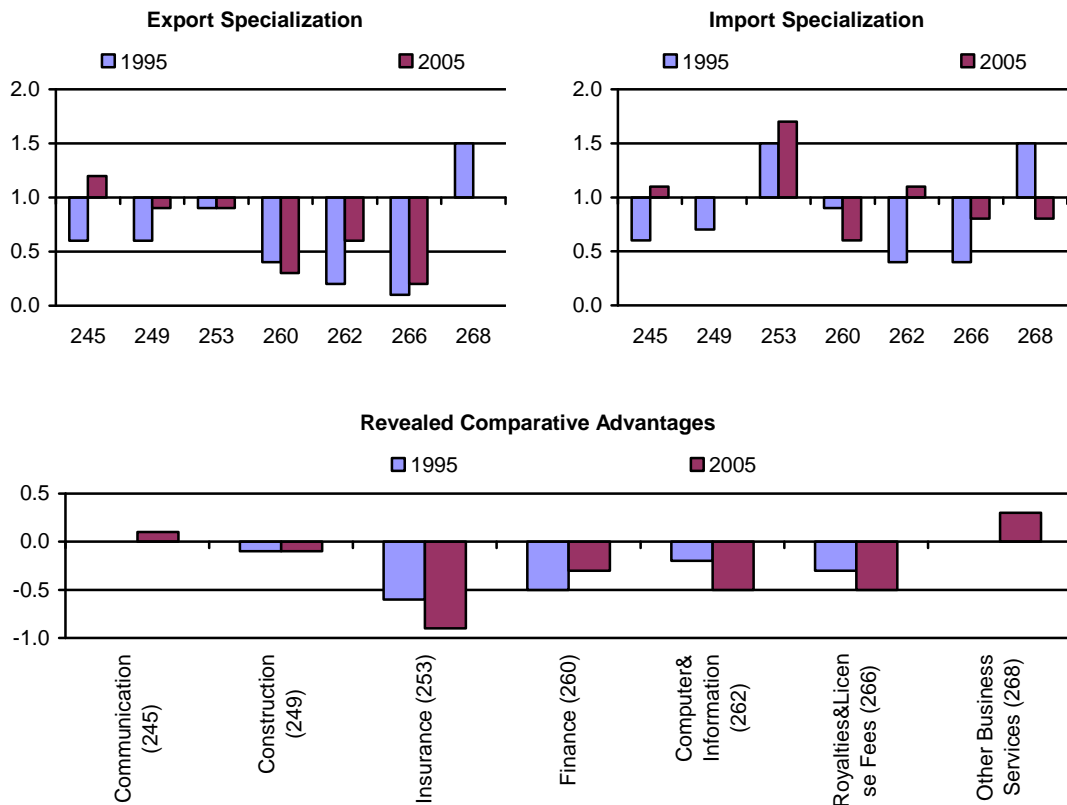 Export Specialization
1995 2005
2.0
1.5
1.0
0.5
0.0
245 249 253 260 262 266 268
Import Specialization
1995 2005
2.0
1.5
1.0
0.5
0.0
245 249 253 260 262 266 268
Revealed Comparative Advantages
1995 2005
0.5
0.0
-0.5
-1.0
Communication
(245)
Construction
(249)
Insurance (253)
Finance (260)
Computer&
Information
(262)
Royalties&Licen
se Fees (266)
Other Business
Services (268)